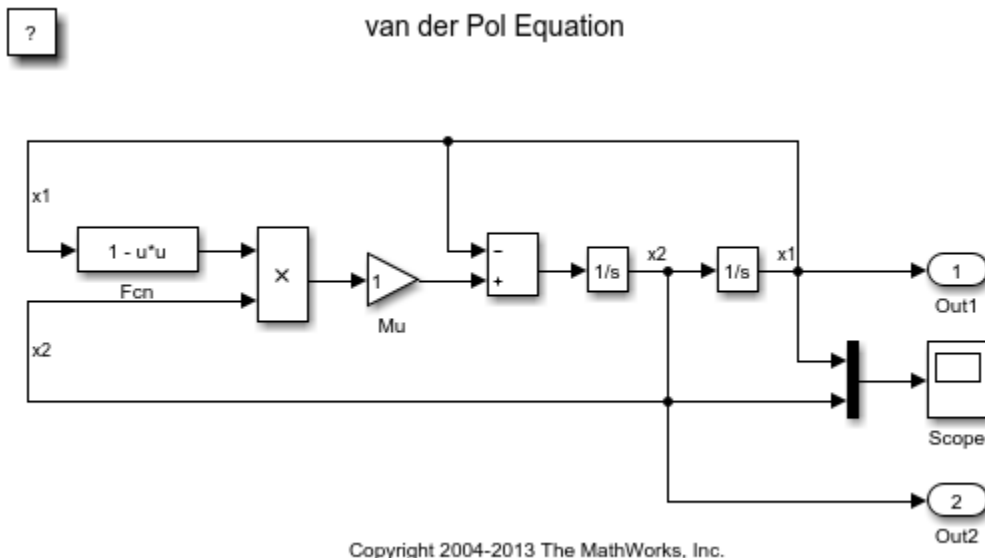 ?
van der Pol Equation
x1
1 - u*u
Fcn
×
1
Mu
−
+
1/s
x2
1/s
x1
1
Out1
x2
Scope
2
Out2
Copyright 2004-2013 The MathWorks, Inc.